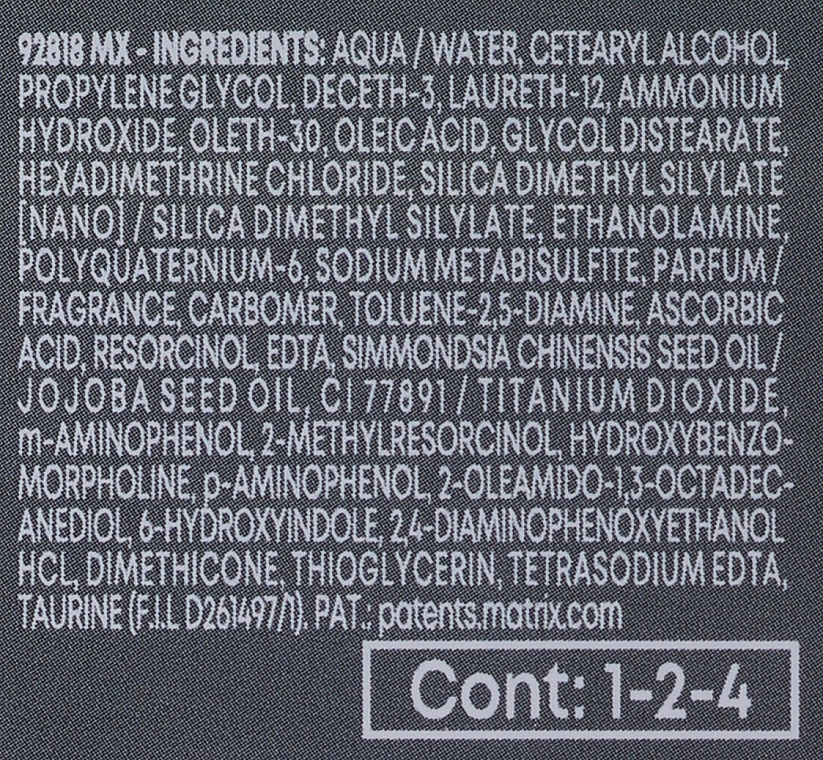 92818 MX - INGREDIENTS: AQUA / WATER, CETEARYL ALCOHOL,
PROPYLENE GLYCOL, DECETH-3, LAURETH-12, AMMONIUM
HYDROXIDE, OLETH-30, OLEIC ACID, GLYCOL DISTEARATE,
HEXADIMETHRINE CHLORIDE, SILICA DIMETHYL SILYLATE
[NANO] / SILICA DIMETHYL SILYLATE, ETHANOLAMINE,
POLYQUATERNIUM-6, SODIUM METABISULFITE, PARFUM /
FRAGRANCE, CARBOMER, TOLUENE-2,5-DIAMINE, ASCORBIC
ACID, RESORCINOL, EDTA, SIMMONDSIA CHINENSIS SEED OIL /
JOJOBA SEED OIL, CI 77891 / TITANIUM DIOXIDE,
m-AMINOPHENOL, 2-METHYLRESORCINOL, HYDROXYBENZO-
MORPHOLINE, p-AMINOPHENOL, 2-OLEAMIDO-1,3-OCTADEC-
ANEDIOL, 6-HYDROXYINDOLE, 2,4-DIAMINOPHENOXYETHANOL
HCL, DIMETHICONE, THIOGLYCERIN, TETRASODIUM EDTA,
TAURINE (F.I.L D261497/1). PAT.: patents.matrix.com
Cont: 1-2-4